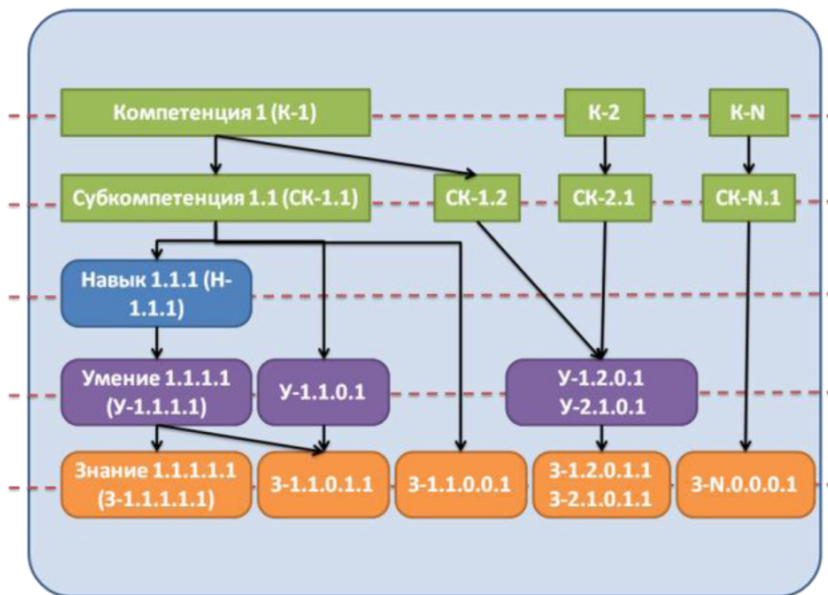 Компетенция 1 (К-1)
К-2
К-N
Субкомпетенция 1.1 (СК-1.1)
СК-1.2
СК-2.1
СК-N.1
Навык 1.1.1 (Н-
1.1.1)
Умение 1.1.1.1
(У-1.1.1.1)
У-1.1.0.1
У-1.2.0.1
У-2.1.0.1
Знание 1.1.1.1.1
(З-1.1.1.1.1)
З-1.1.0.1.1
З-1.1.0.0.1
З-1.2.0.1.1
З-2.1.0.1.1
З-N.0.0.0.1